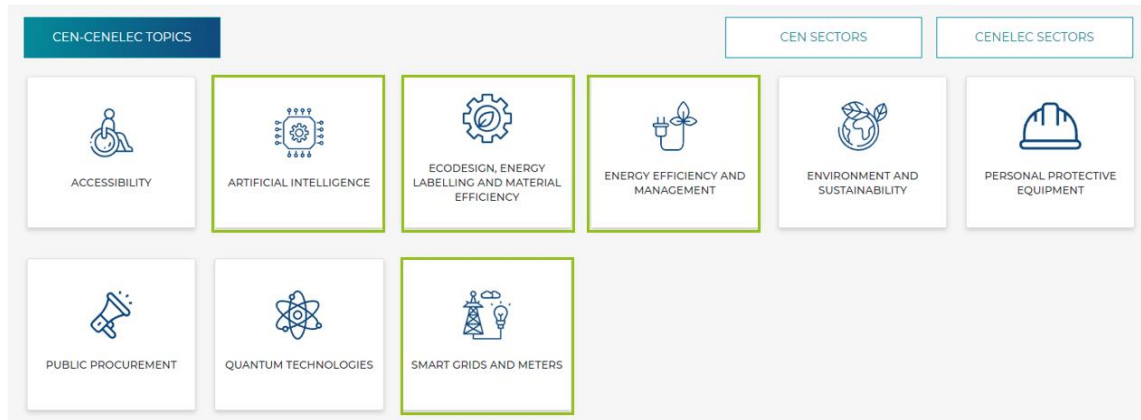 CEN-CENELEC TOPICS
CEN SECTORS
CENELEC SECTORS
ACCESSIBILITY
ARTIFICIAL INTELLIGENCE
ECODESIGN, ENERGY
LABELLING AND MATERIAL
EFFICIENCY
ENERGY EFFICIENCY AND
MANAGEMENT
ENVIRONMENT AND
SUSTAINABILITY
PERSONAL PROTECTIVE
EQUIPMENT
PUBLIC PROCUREMENT
QUANTUM TECHNOLOGIES
SMART GRIDS AND METERS